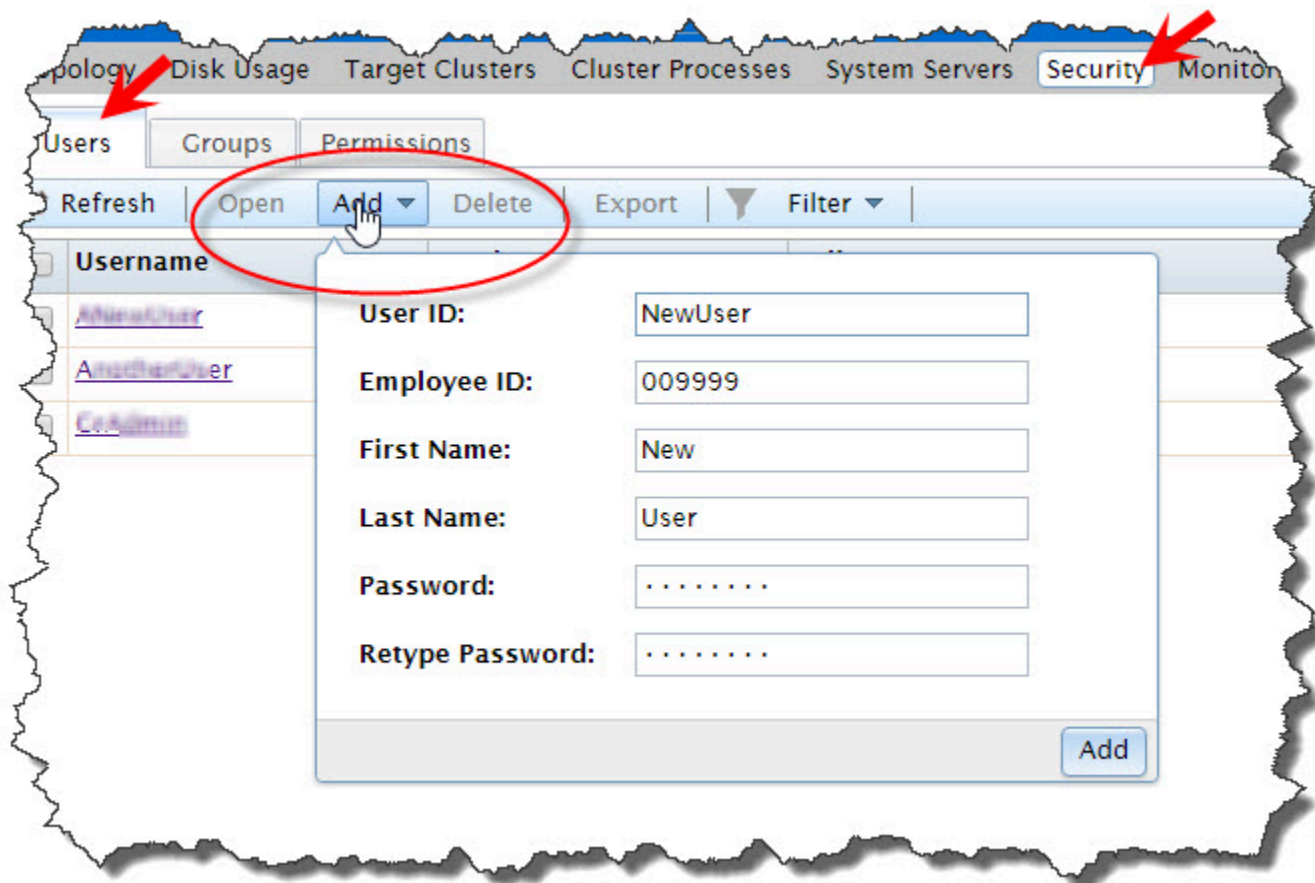 pology Disk Usage Target Clusters Cluster Processes System Servers Security Monitor
Users Groups Permissions
Refresh Open Add Delete Export Filter
Username
User ID: NewUser
Employee ID: 009999
First Name: New
Last Name: User
Password: ········
Retype Password: ········
Add